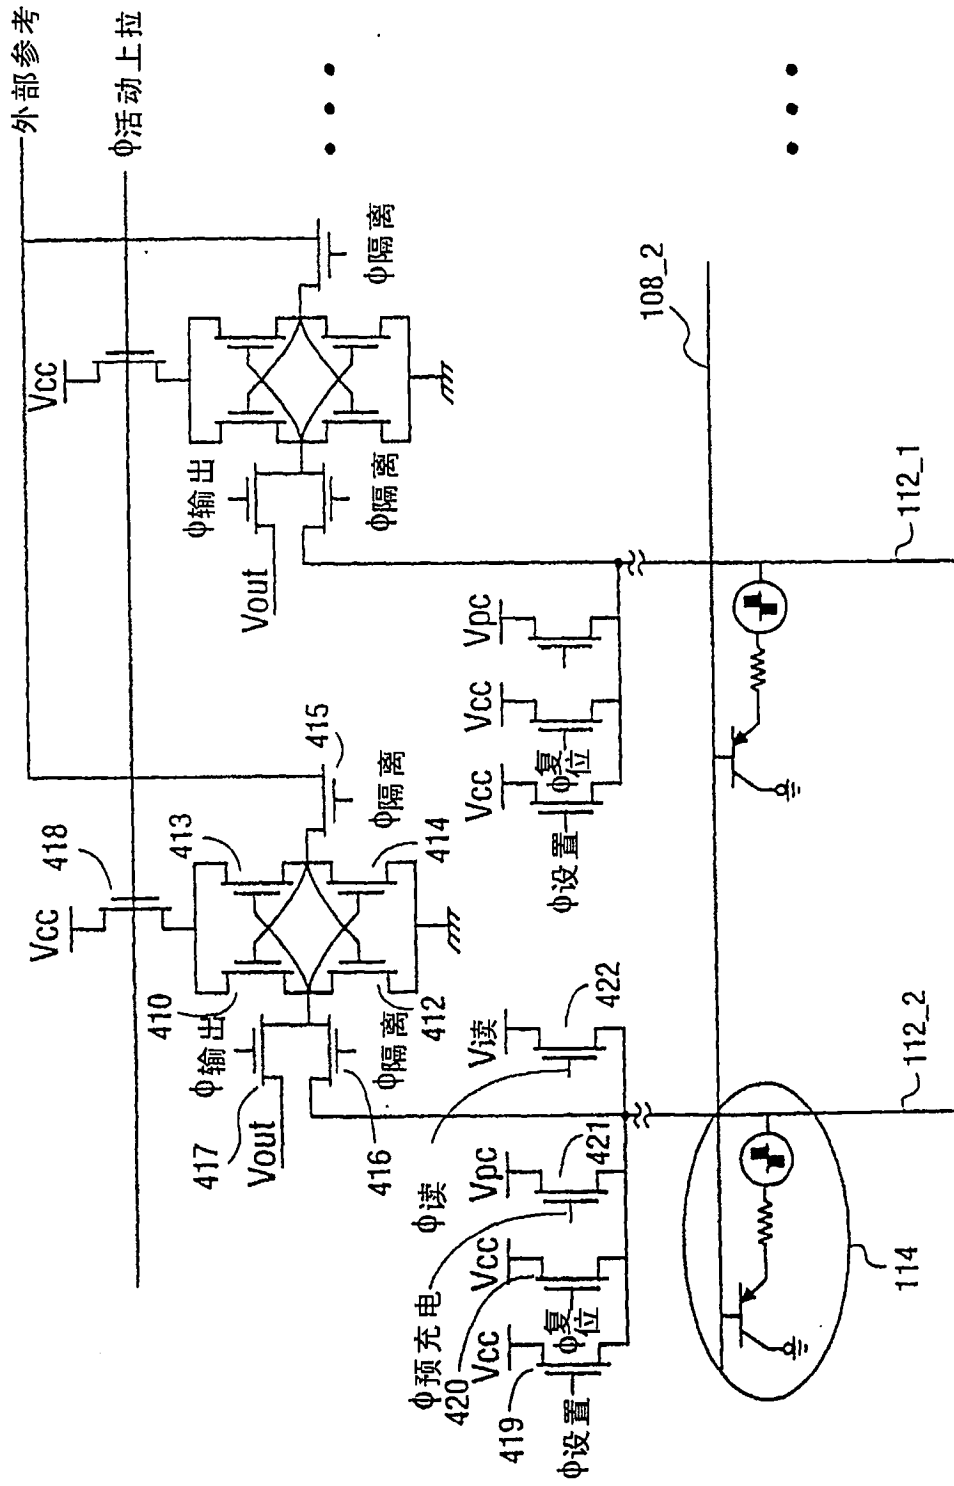 外部参考
φ活动上拉
Vcc
418
413
410
φ输出
417
Vout
416
φ隔离
412
414
φ隔离
415
Vcc
φ输出
Vout
φ隔离
φ隔离
φ读
φ预充电
420
419
Vcc
φ设置
Vcc
φ复位
Vpc
421
V读
422
Vcc
φ设置
Vcc
φ复位
Vpc
108_2
114
112_2
112_1